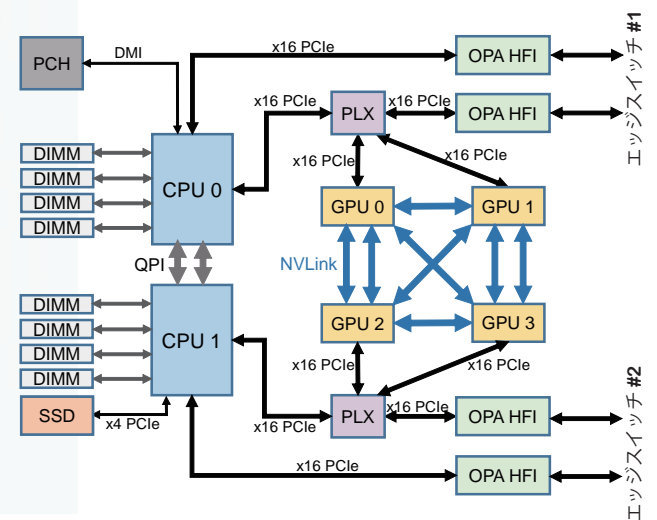 x16 PCIe
OPA HFI
エッジスイッチ #1
PCH
DMI
x16 PCIe
PLX
x16 PCIe
OPA HFI
DIMM
DIMM
DIMM
DIMM
CPU 0
x16 PCIe
x16 PCIe
GPU 0
GPU 1
QPI
NVLink
DIMM
DIMM
DIMM
DIMM
CPU 1
GPU 2
GPU 3
x16 PCIe
x16 PCIe
SSD
x4 PCIe
x16 PCIe
PLX
x16 PCIe
OPA HFI
エッジスイッチ #2
x16 PCIe
OPA HFI